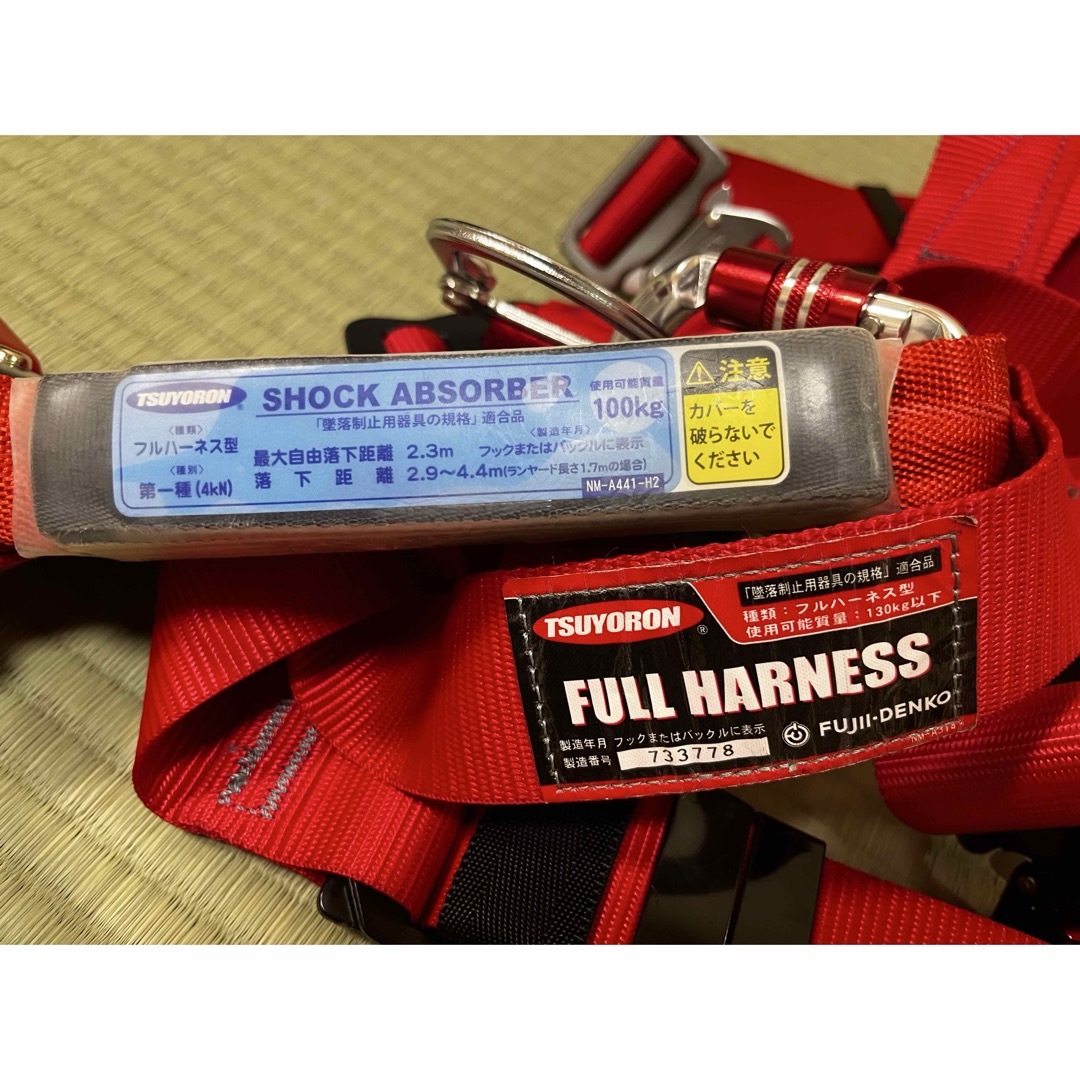 TSUYORON®
SHOCK ABSORBER
使用可能質量
100kg
〈種類〉
フルハーネス型
〈種別〉
第一種(4kN)
「墜落制止用器具の規格」適合品
〈製造年月〉
最大自由落下距離 2.3m フックまたはバックルに表示
落下距離 2.9〜4.4m(ランヤード長さ1.7mの場合)
NM-A441-H2
⚠注意
カバーを
破らないで
ください
「墜落制止用器具の規格」適合品
種類：フルハーネス型
使用可能質量：130kg以下
TSUYORON®
FULL HARNESS
製造年月 フックまたはバックルに表示
製造番号 733778
FUJII-DENKO